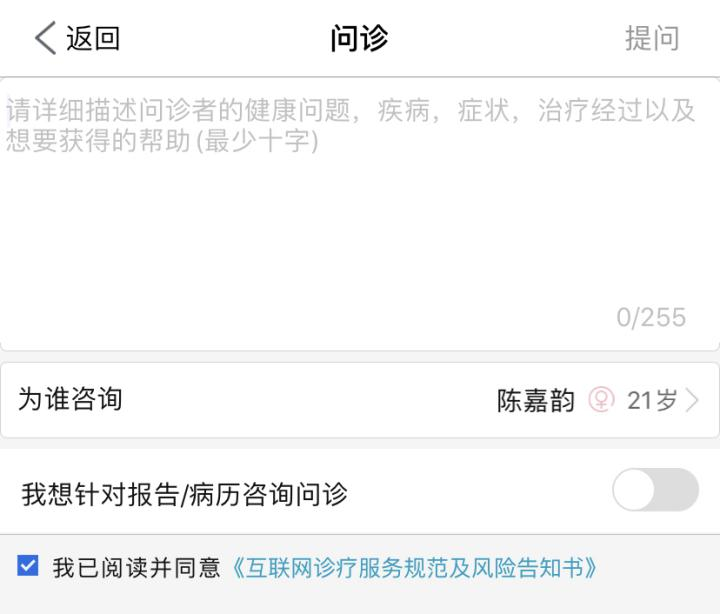 返回 问诊 提问
请详细描述问诊者的健康问题，疾病，症状，治疗经过以及
想要获得的帮助(最少十字)
0/255
为谁咨询 陈嘉韵 21岁
我想针对报告/病历咨询问诊
我已阅读并同意《互联网诊疗服务规范及风险告知书》